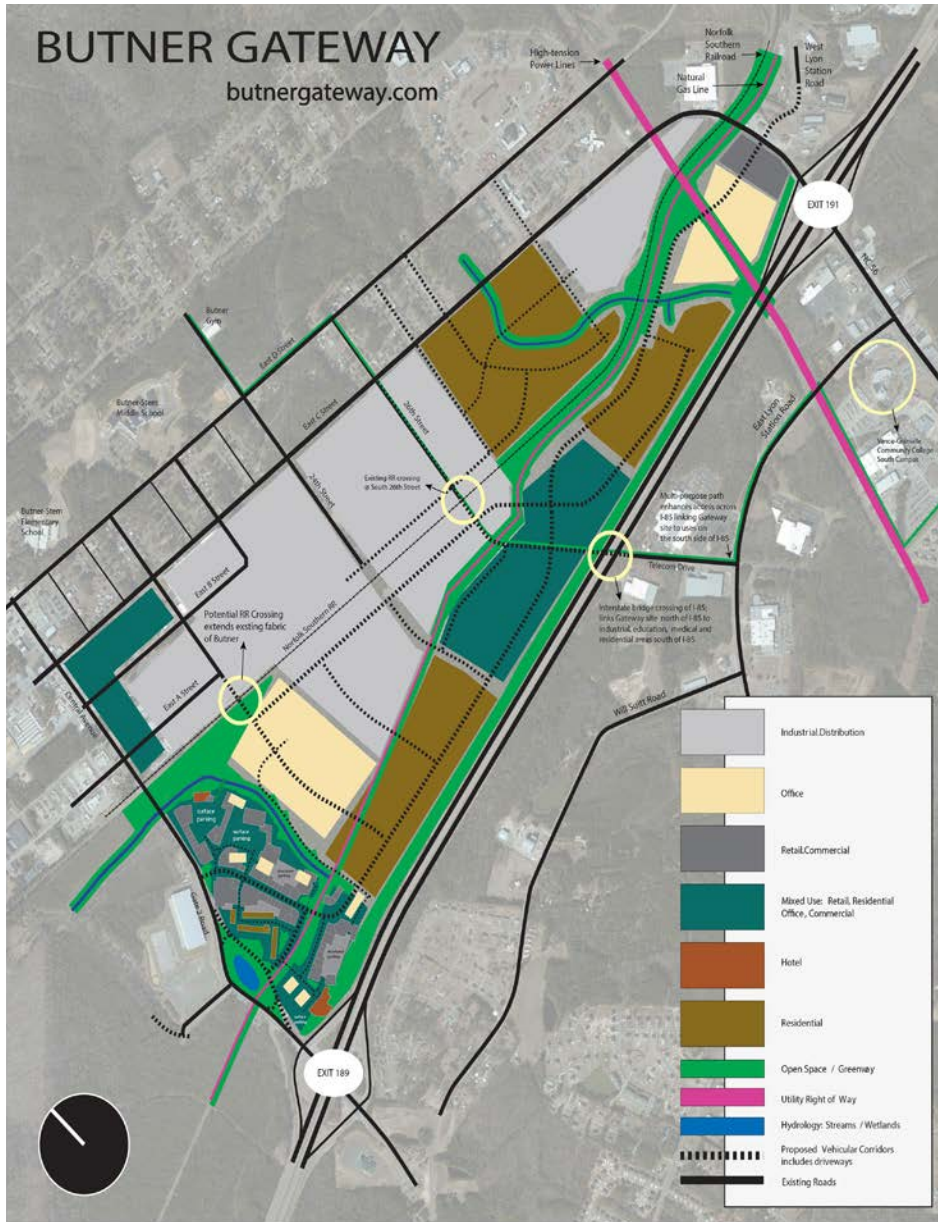 BUTNER GATEWAY
butnergateway.com
High-tension
Power Lines
Norfolk
Southern
Railroad
Natural
Gas Line
West
Lyon
Station
Road
EXIT 191
NC 56
Butner
Gym
East D Street
Butner-Stem
Middle School
East C Street
26th Street
East Lyon
Station Road
Vance-Granville
Community College
South Campus
Existing RR crossing
@ South 26th Street
24th Street
Multi-purpose path
enhances access across
I-85 linking Gateway
site to uses on
the south side of I-85
Butner-Stem
Elementary
School
Telecom Drive
East B Street
Potential RR Crossing
extends existing fabric
of Butner
Norfolk Southern RR
Interstate bridge crossing of I-85;
links Gateway site north of I-85 to
industrial, education, medical and
residential areas south of I-85
East A Street
Central Avenue
Will Suitt Road
surface
parking
surface
parking
Gate 2 Road
surface
parking
EXIT 189
Industrial.Distribution
Office
Retail.Commercial
Mixed Use: Retail, Residential
Office, Commercial
Hotel
Residential
Open Space / Greenway
Utility Right of Way
Hydrology: Streams / Wetlands
Proposed Vehicular Corridors
includes driveways
Existing Roads